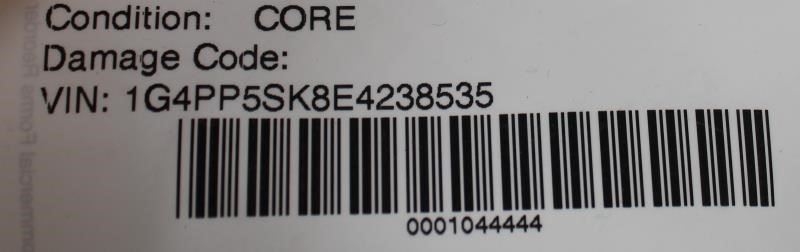 Condition: CORE
Damage Code:
VIN: 1G4PP5SK8E4238535
0001044444